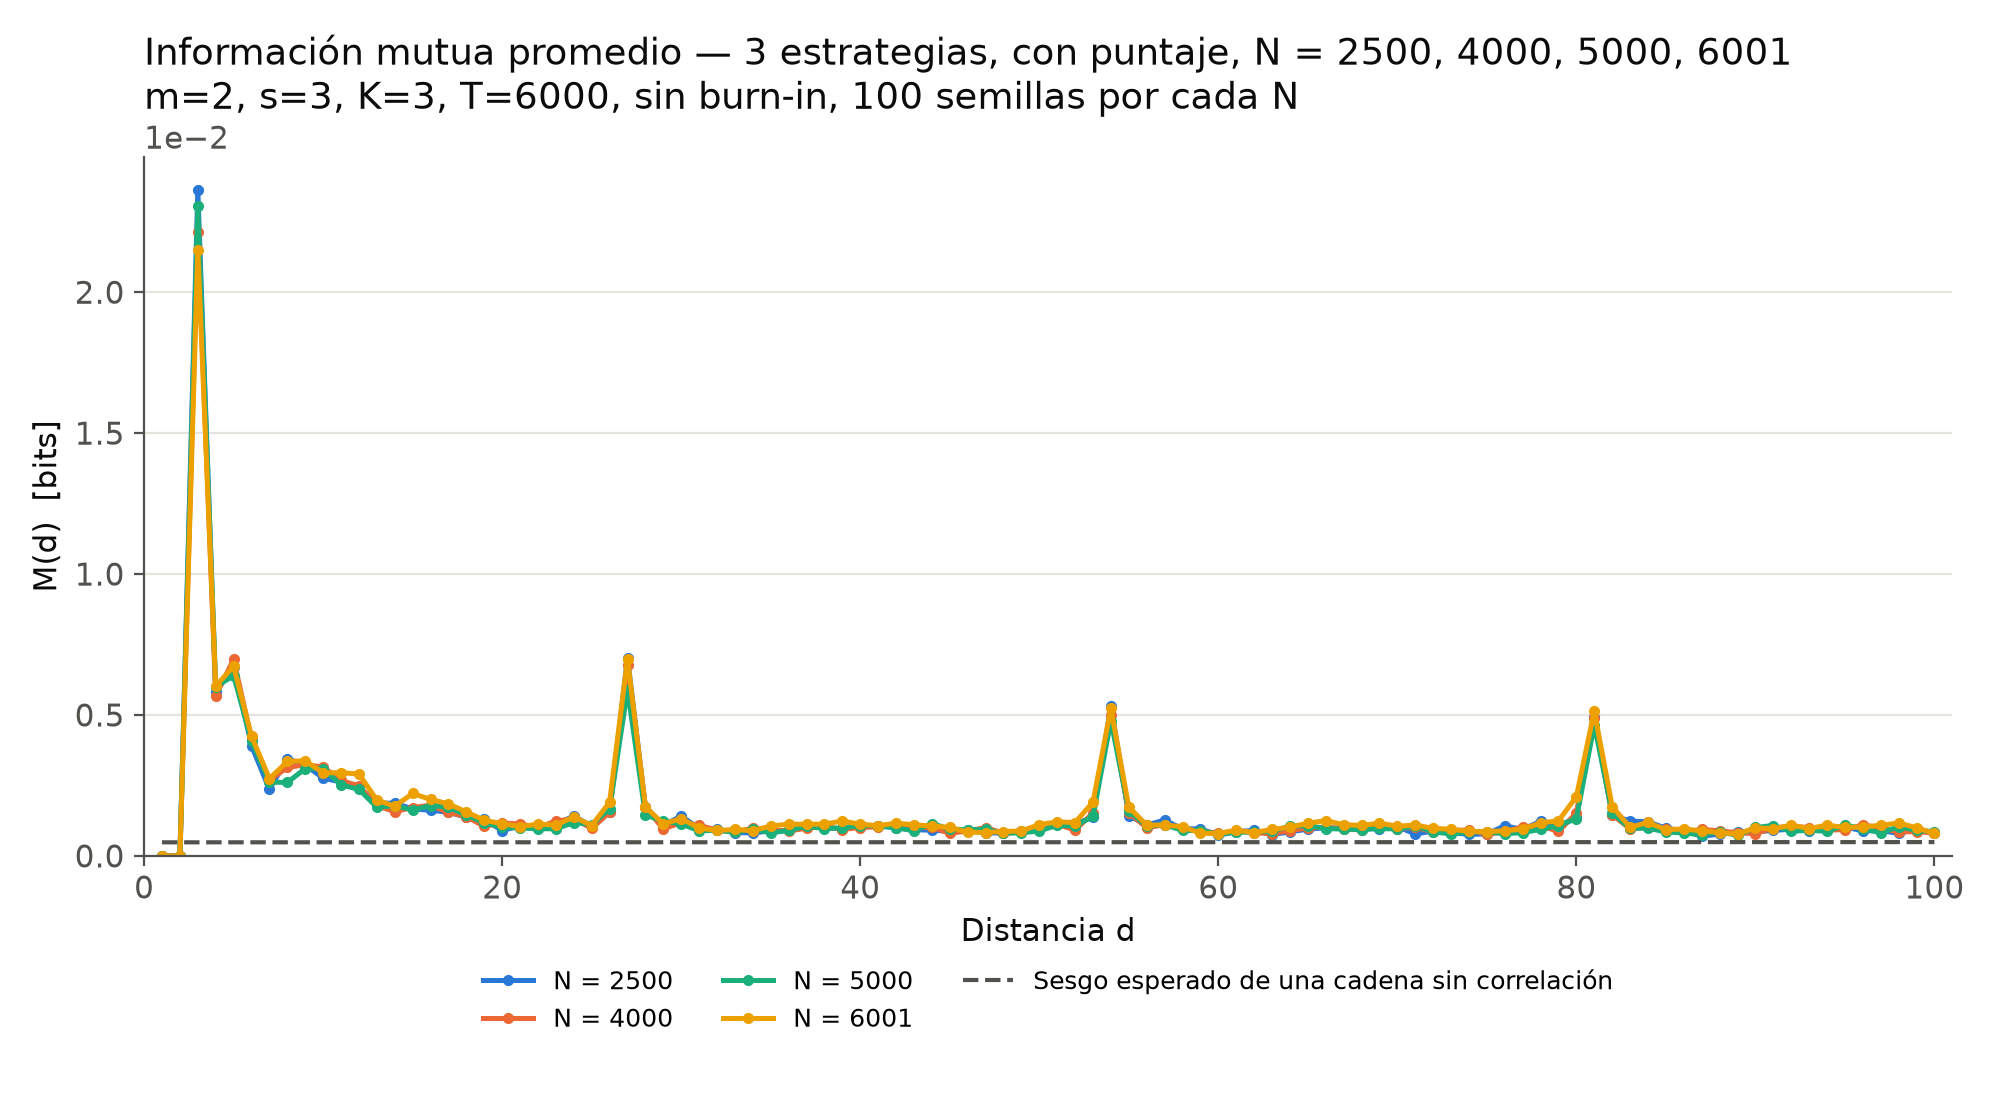 Información mutua promedio — 3 estrategias, con puntaje, N = 2500, 4000, 5000, 6001
m=2, s=3, K=3, T=6000, sin burn-in, 100 semillas por cada N
1e−2
2.0
1.5
1.0
0.5
0.0
M(d) [bits]
0 20 40 60 80 100
Distancia d
N = 2500 N = 5000 Sesgo esperado de una cadena sin correlación
N = 4000 N = 6001